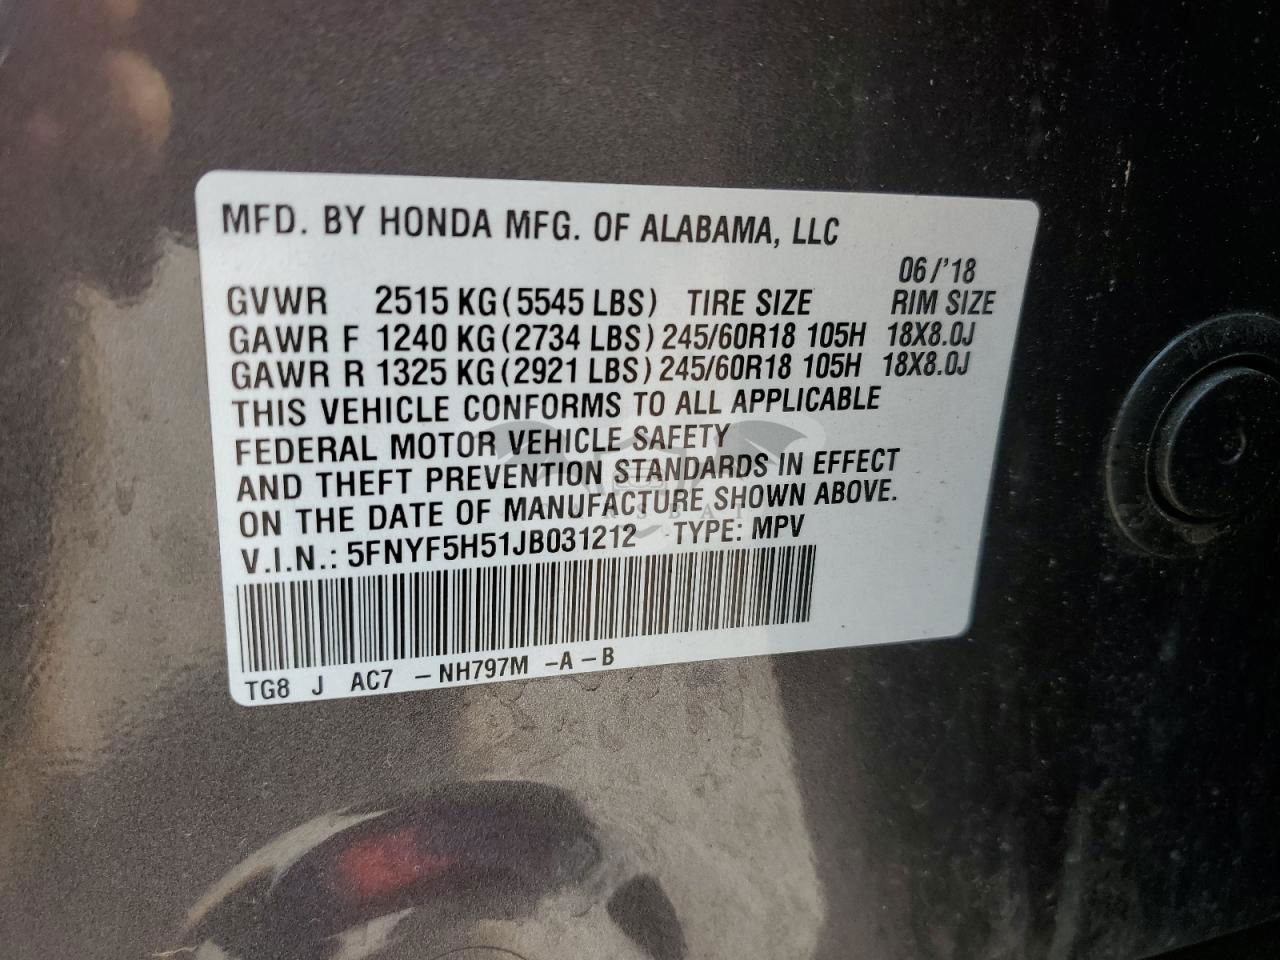 MFD. BY HONDA MFG. OF ALABAMA, LLC
06/'18
GVWR 2515 KG(5545 LBS) TIRE SIZE RIM SIZE
GAWR F 1240 KG(2734 LBS) 245/60R18 105H 18X8.0J
GAWR R 1325 KG(2921 LBS) 245/60R18 105H 18X8.0J
THIS VEHICLE CONFORMS TO ALL APPLICABLE
FEDERAL MOTOR VEHICLE SAFETY
AND THEFT PREVENTION STANDARDS IN EFFECT
ON THE DATE OF MANUFACTURE SHOWN ABOVE.
V.I.N.: 5FNYF5H51JB031212 TYPE: MPV
TG8 J AC7 -NH797M -A-B